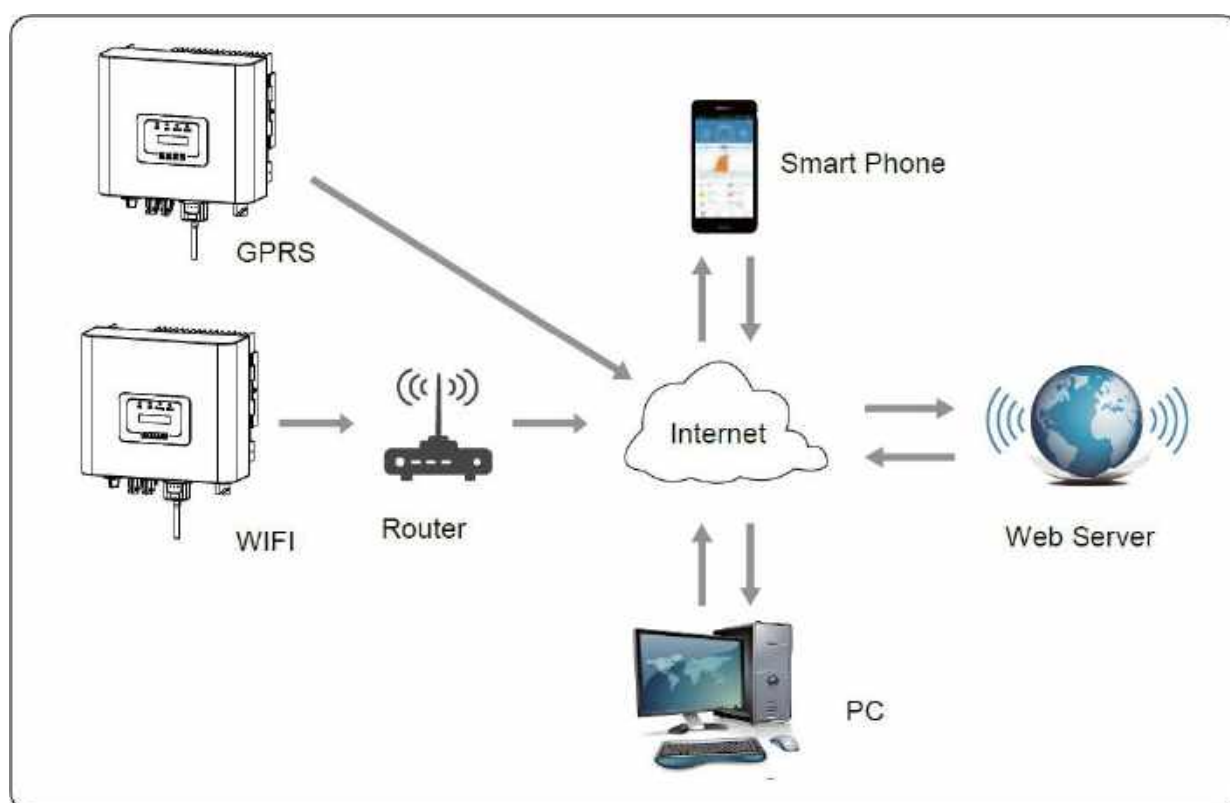 Smart Phone
GPRS
Internet
WIFI
Router
Web Server
PC